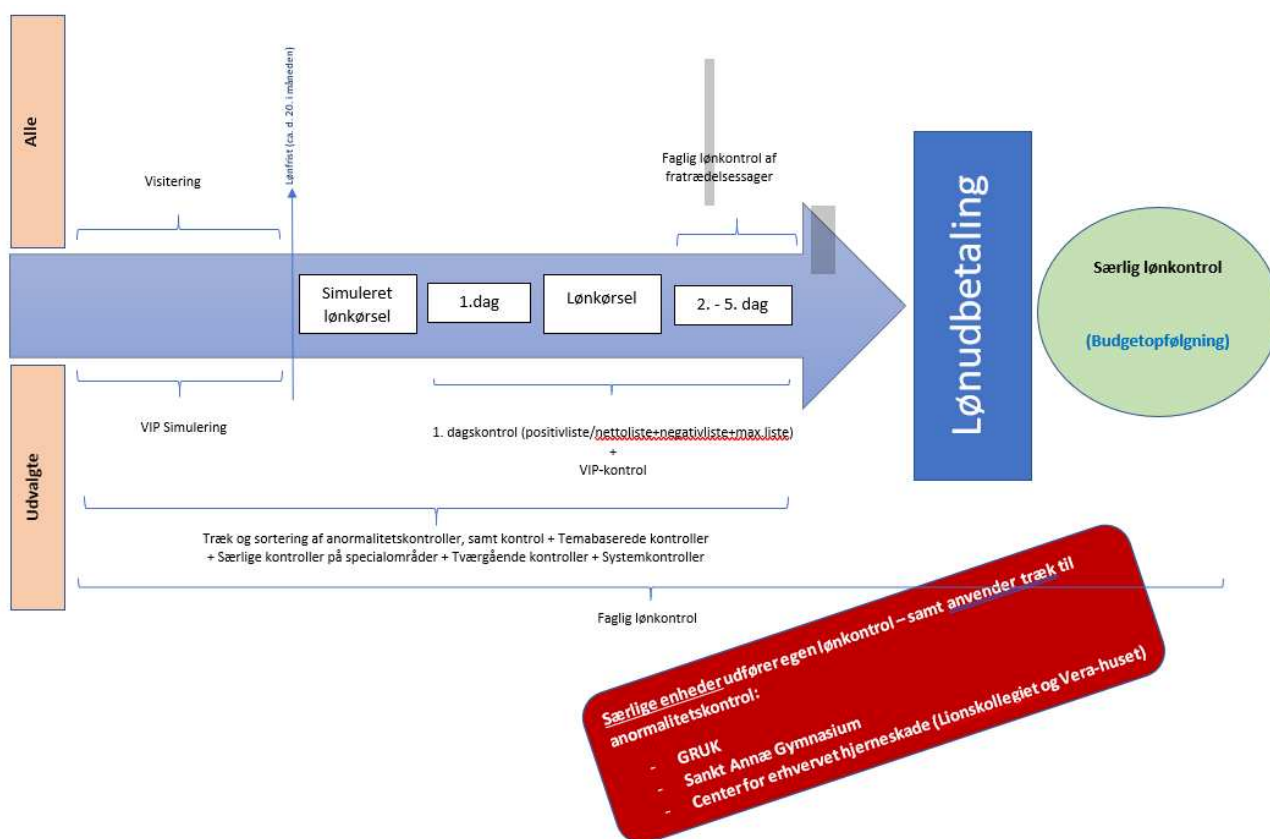 Alle
Visitering
Lønfrist (ca. d. 20. i måneden)
Faglig lønkontrol af
fratrædelsessager
Simuleret
lønkørsel
1.dag
Lønkørsel
2. - 5. dag
Lønudbetaling
Særlig lønkontrol
(Budgetopfølgning)
Udvalgte
VIP Simulering
1. dagskontrol (positivliste/nettoliste+negativliste+max.liste)
+
VIP-kontrol
Træk og sortering af anormalitetskontroller, samt kontrol + Temabaserede kontroller
+ Særlige kontroller på specialområder + Tværgående kontroller + Systemkontroller
Faglig lønkontrol
Særlige enheder udfører egen lønkontrol – samt anvender træk til
anormalitetskontrol:
- GRUK
- Sankt Annæ Gymnasium
- Center for erhvervet hjerneskade (Lionskollegiet og Vera-huset)